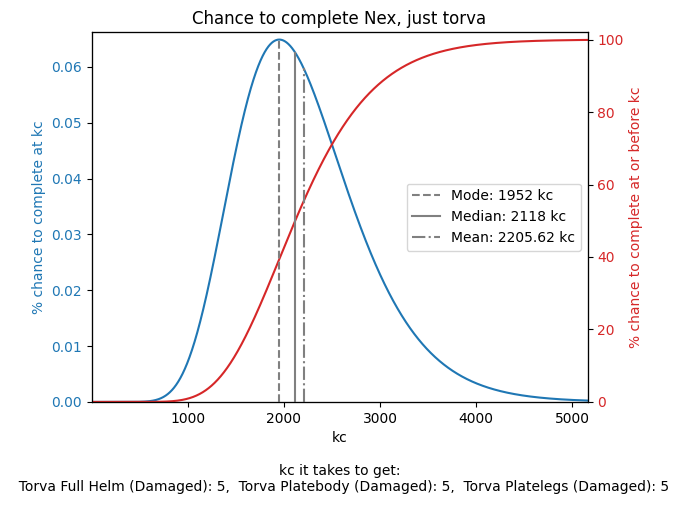 Chance to complete Nex, just torva
% chance to complete at kc
0.06
0.05
0.04
0.03
0.02
0.01
0.00
100
80
60
40
20
0
% chance to complete at or before kc
Mode: 1952 kc
Median: 2118 kc
Mean: 2205.62 kc
1000 2000 3000 4000 5000
kc
kc it takes to get:
Torva Full Helm (Damaged): 5,  Torva Platebody (Damaged): 5,  Torva Platelegs (Damaged): 5